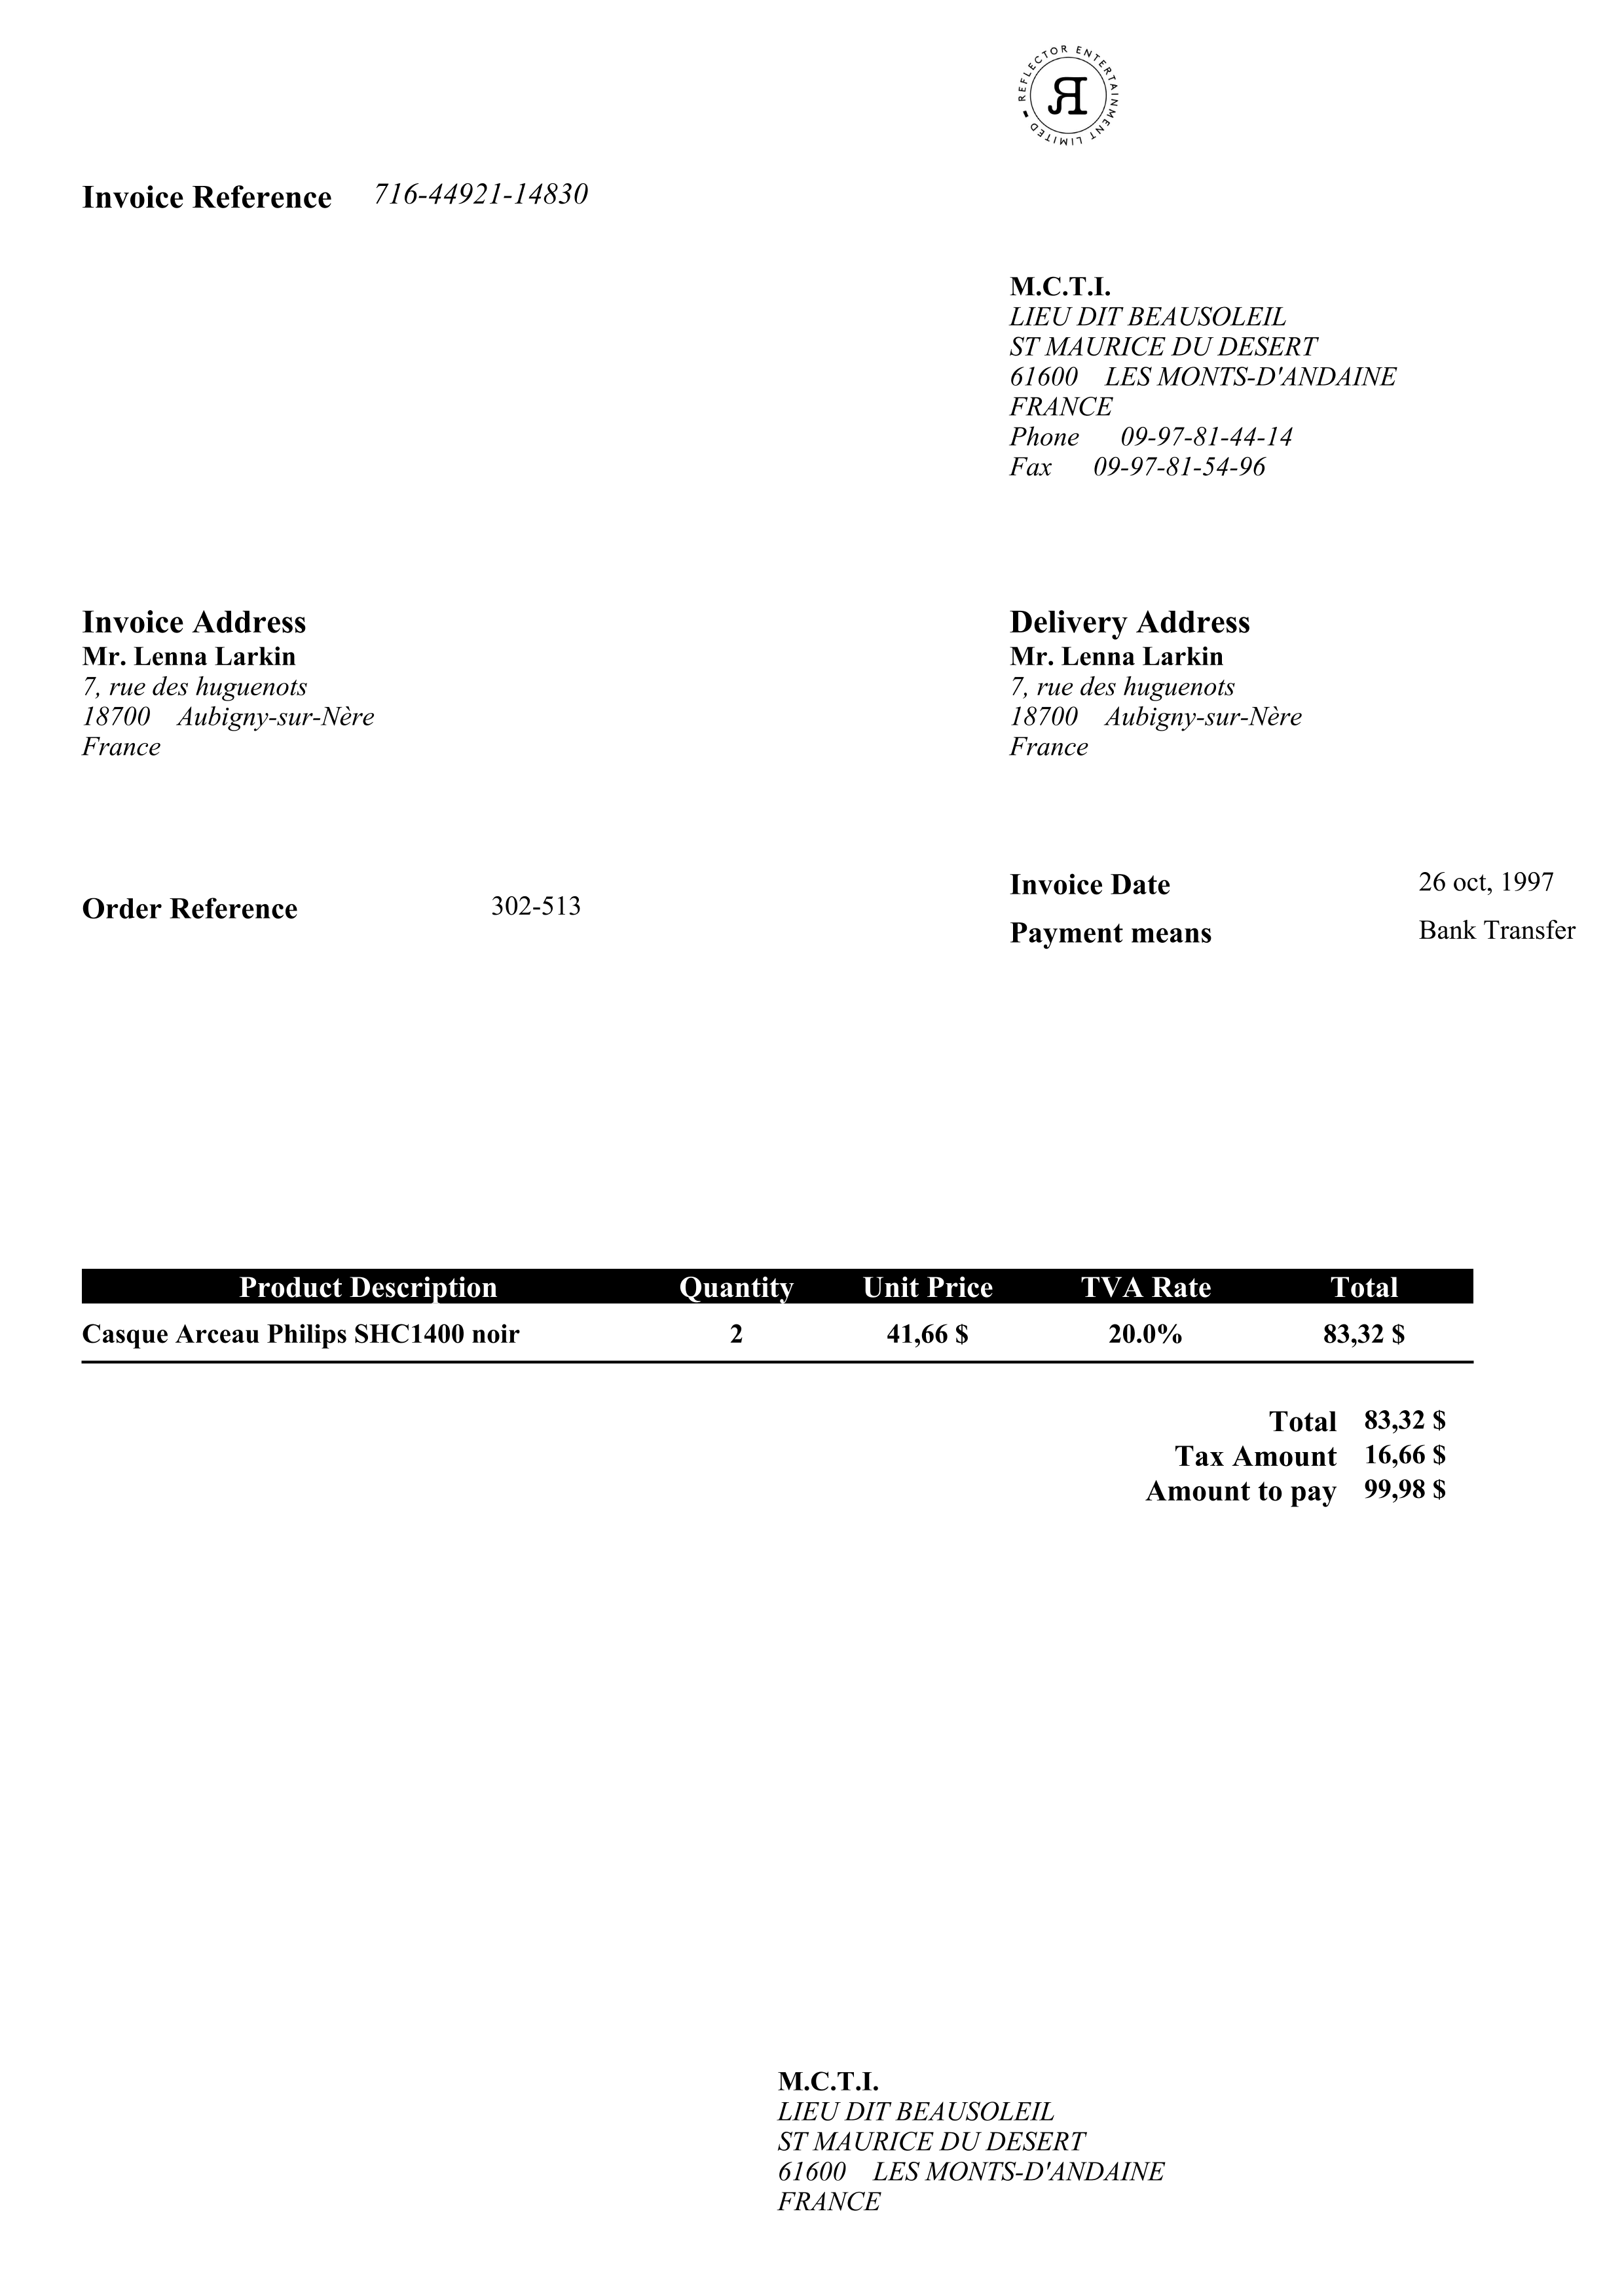 REFLECTOR ENTERTAINMENT LIMITED
R
Invoice Reference 716-44921-14830
M.C.T.I.
LIEU DIT BEAUSOLEIL
ST MAURICE DU DESERT
61600 LES MONTS-D'ANDAINE
FRANCE
Phone 09-97-81-44-14
Fax 09-97-81-54-96
Invoice Address
Mr. Lenna Larkin
7, rue des huguenots
18700 Aubigny-sur-Nère
France
Delivery Address
Mr. Lenna Larkin
7, rue des huguenots
18700 Aubigny-sur-Nère
France
Order Reference 302-513
Invoice Date 26 oct, 1997
Payment means Bank Transfer
Product Description Quantity Unit Price TVA Rate Total
Casque Arceau Philips SHC1400 noir 2 41,66 $ 20.0% 83,32 $
Total 83,32 $
Tax Amount 16,66 $
Amount to pay 99,98 $
M.C.T.I.
LIEU DIT BEAUSOLEIL
ST MAURICE DU DESERT
61600 LES MONTS-D'ANDAINE
FRANCE